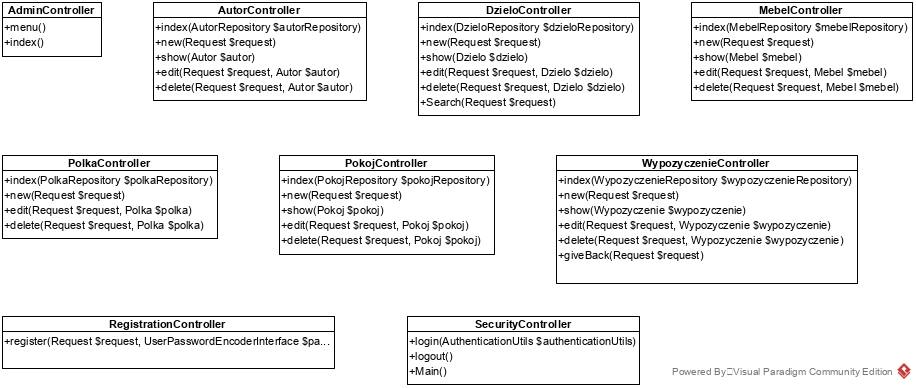 AdminController
+menu()
+index()
AutorController
+index(AutorRepository $autorRepository)
+new(Request $request)
+show(Autor $autor)
+edit(Request $request, Autor $autor)
+delete(Request $request, Autor $autor)
DzieloController
+index(DzieloRepository $dzieloRepository)
+new(Request $request)
+show(Dzielo $dzielo)
+edit(Request $request, Dzielo $dzielo)
+delete(Request $request, Dzielo $dzielo)
+Search(Request $request)
MebelController
+index(MebelRepository $mebelRepository)
+new(Request $request)
+show(Mebel $mebel)
+edit(Request $request, Mebel $mebel)
+delete(Request $request, Mebel $mebel)
PolkaController
+index(PolkaRepository $polkaRepository)
+new(Request $request)
+edit(Request $request, Polka $polka)
+delete(Request $request, Polka $polka)
PokojController
+index(PokojRepository $pokojRepository)
+new(Request $request)
+show(Pokoj $pokoj)
+edit(Request $request, Pokoj $pokoj)
+delete(Request $request, Pokoj $pokoj)
WypozyczenieController
+index(WypozyczenieRepository $wypozyczenieRepository)
+new(Request $request)
+show(Wypozyczenie $wypozyczenie)
+edit(Request $request, Wypozyczenie $wypozyczenie)
+delete(Request $request, Wypozyczenie $wypozyczenie)
+giveBack(Request $request)
RegistrationController
+register(Request $request, UserPasswordEncoderInterface $pa...
SecurityController
+login(AuthenticationUtils $authenticationUtils)
+logout()
+Main()
Powered By Visual Paradigm Community Edition